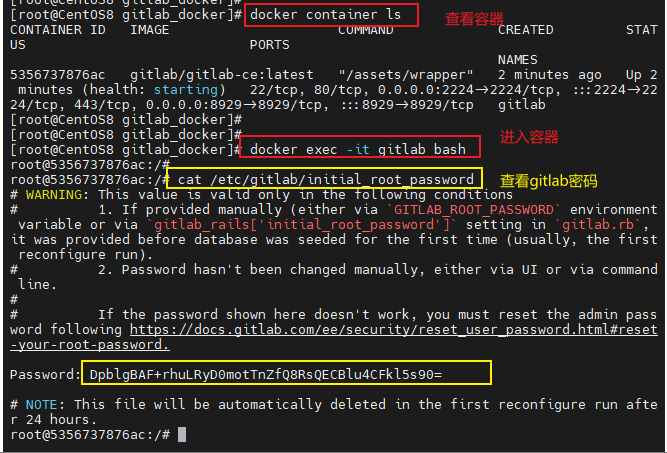 [root@CentOS8 gitlab_docker]#
[root@CentOS8 gitlab_docker]# docker container ls 查看容器
CONTAINER ID   IMAGE                     COMMAND             CREATED         STAT
US                        PORTS
                                                             NAMES
5356737876ac   gitlab/gitlab-ce:latest   "/assets/wrapper"   2 minutes ago   Up 2
 minutes (health: starting)   22/tcp, 80/tcp, 0.0.0.0:2224→2224/tcp, :::2224→22
24/tcp, 443/tcp, 0.0.0.0:8929→8929/tcp, :::8929→8929/tcp   gitlab
[root@CentOS8 gitlab_docker]#
[root@CentOS8 gitlab_docker]# 进入容器
[root@CentOS8 gitlab_docker]# docker exec -it gitlab bash
root@5356737876ac:/#
root@5356737876ac:/# cat /etc/gitlab/initial_root_password 查看gitlab密码
# WARNING: This value is valid only in the following conditions
#          1. If provided manually (either via `GITLAB_ROOT_PASSWORD` environment
 variable or via `gitlab_rails['initial_root_password']` setting in `gitlab.rb`,
it was provided before database was seeded for the first time (usually, the first
 reconfigure run).
#          2. Password hasn't been changed manually, either via UI or via command
 line.
#
#          If the password shown here doesn't work, you must reset the admin pass
word following https://docs.gitlab.com/ee/security/reset_user_password.html#reset
-your-root-password.
Password: DpblgBAF+rhuLRyD0motTnZfQ8RsQECBlu4CFkl5s90=
# NOTE: This file will be automatically deleted in the first reconfigure run afte
r 24 hours.
root@5356737876ac:/#